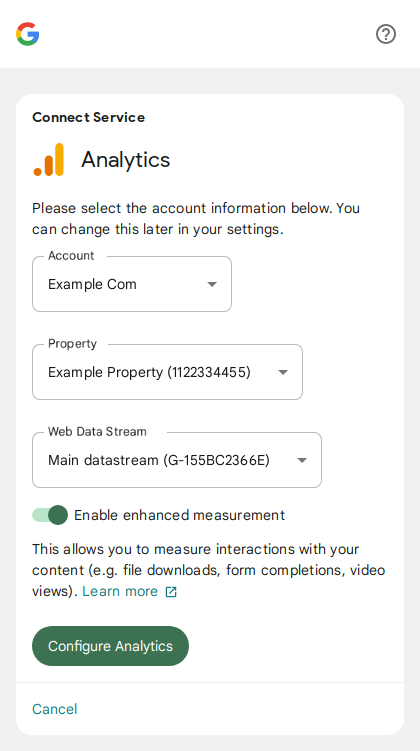 Connect Service
Analytics
Please select the account information below. You
can change this later in your settings.
Account
Example Com
Property
Example Property (1122334455)
Web Data Stream
Main datastream (G-155BC2366E)
Enable enhanced measurement
This allows you to measure interactions with your
content (e.g. file downloads, form completions, video
views). Learn more
Configure Analytics
Cancel